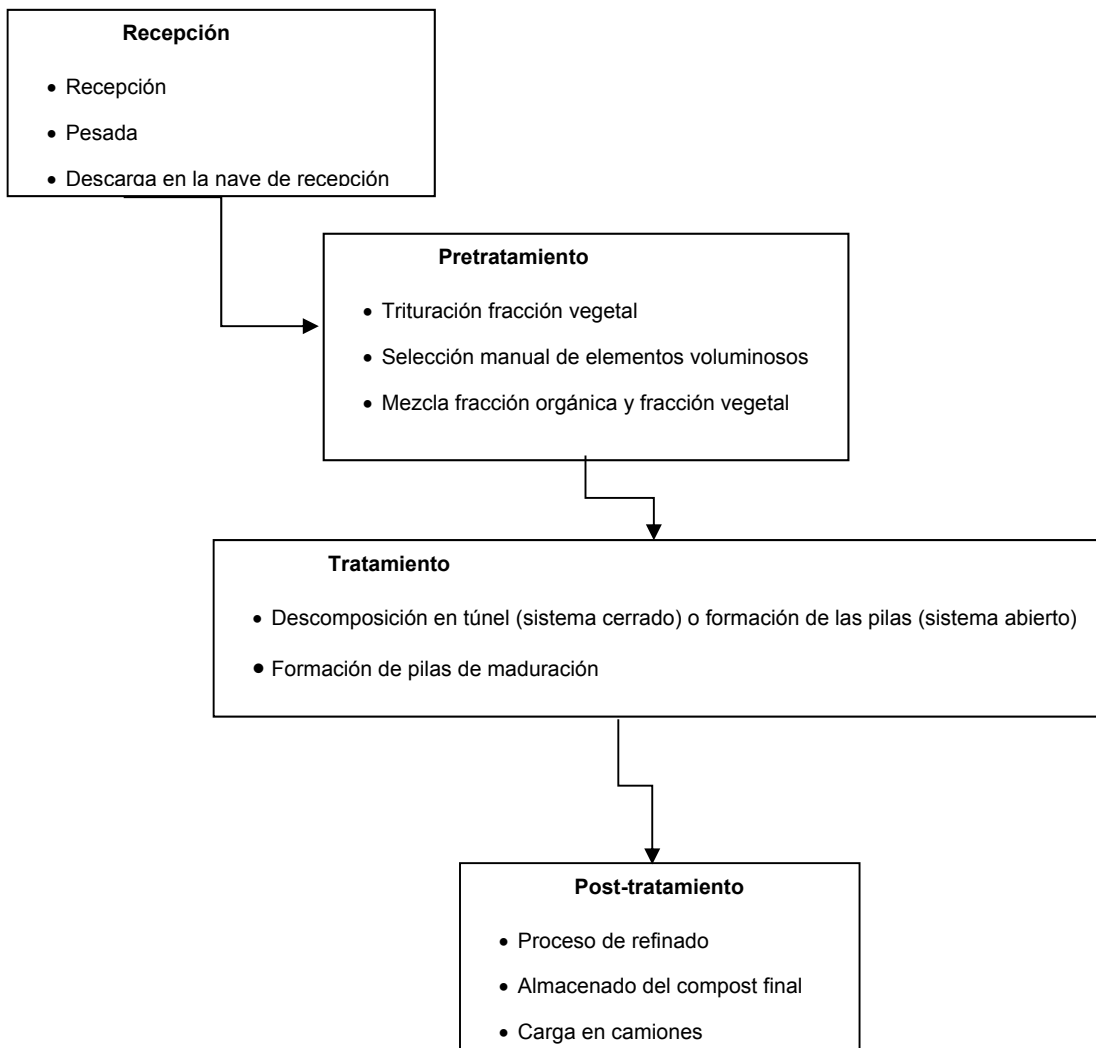 Recepción
• Recepción
• Pesada
• Descarga en la nave de recepción
Pretratamiento
• Trituración fracción vegetal
• Selección manual de elementos voluminosos
• Mezcla fracción orgánica y fracción vegetal
Tratamiento
• Descomposición en túnel (sistema cerrado) o formación de las pilas (sistema abierto)
• Formación de pilas de maduración
Post-tratamiento
• Proceso de refinado
• Almacenado del compost final
• Carga en camiones